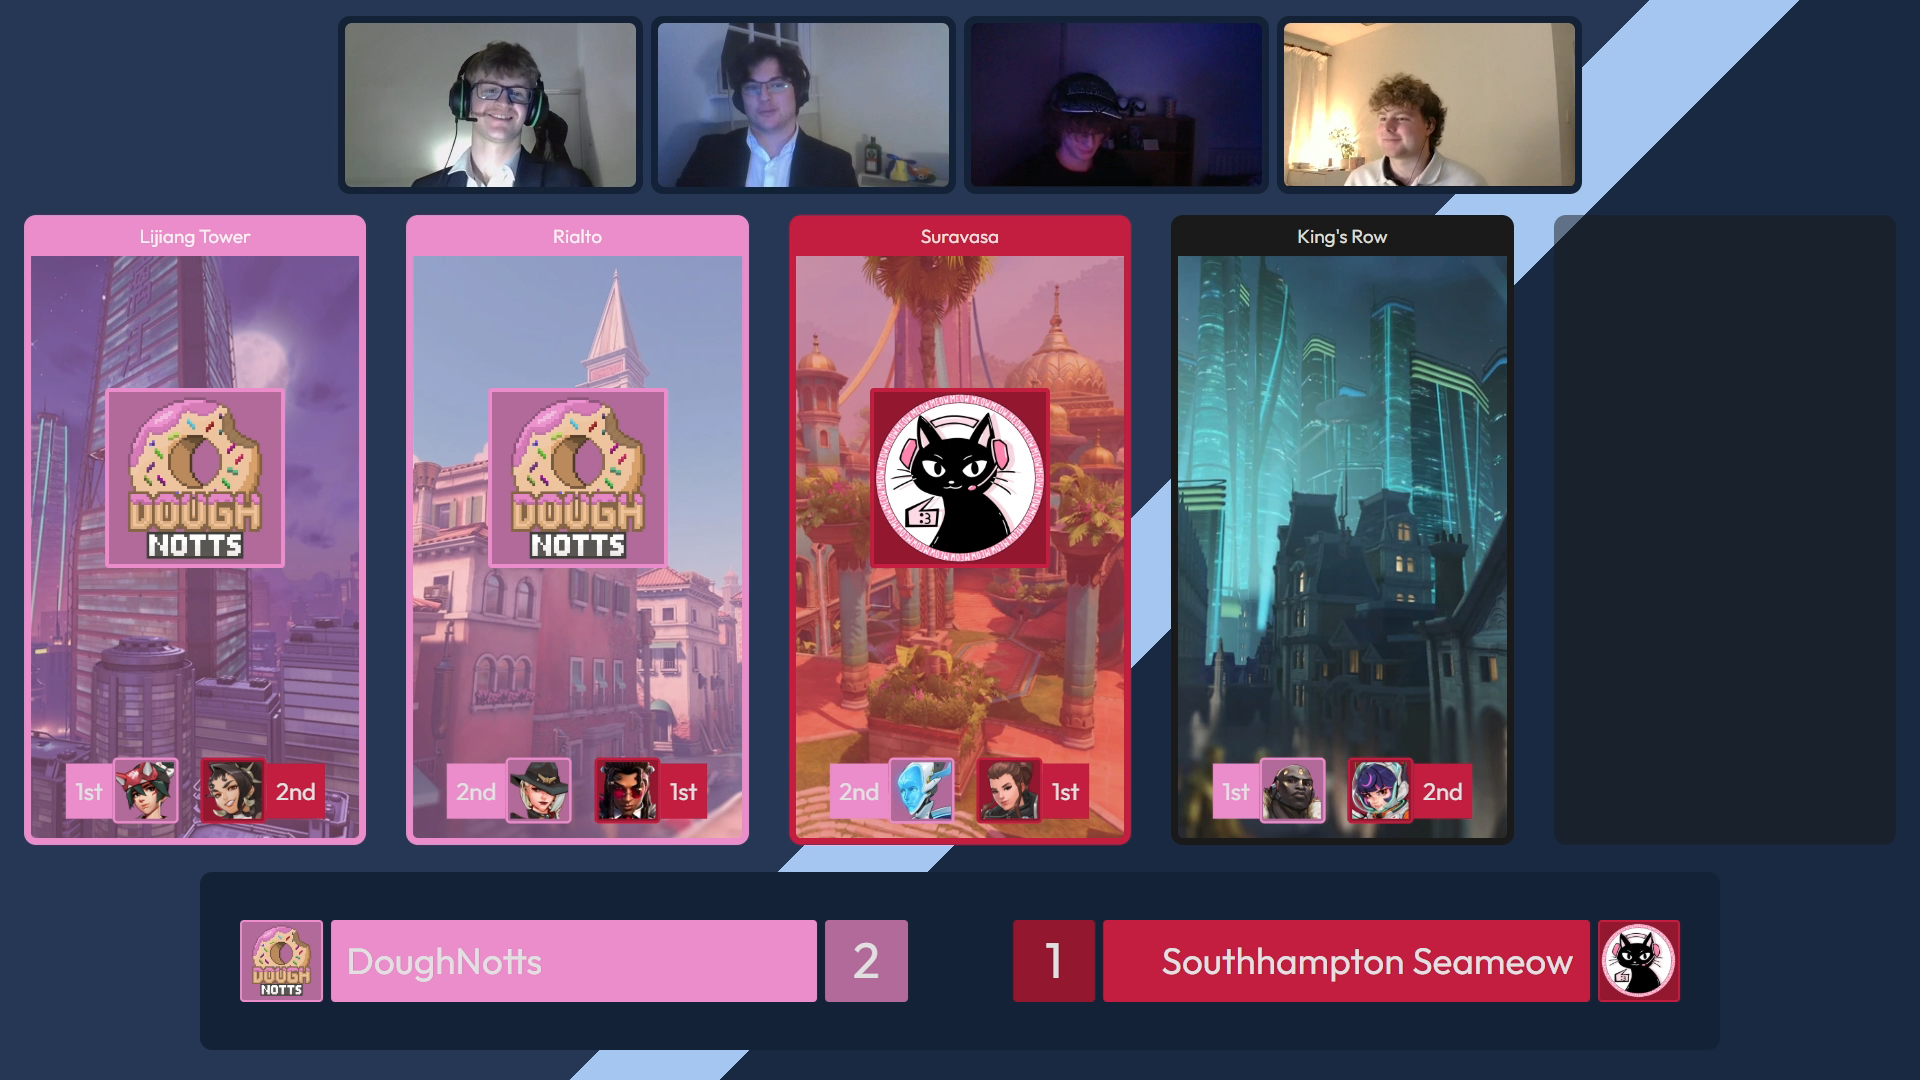 Lijiang Tower
Rialto
Suravasa
King's Row
DOUGH
NOTTS
DOUGH
NOTTS
:3
1st
2nd
2nd
1st
2nd
1st
1st
2nd
DOUGH
NOTTS
DoughNotts
2
1
Southhampton Seameow